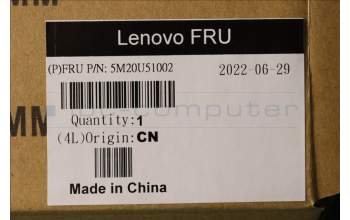 Lenovo FRU
(P)FRU P/N: 5M20U51002 2022-06-29
Quantity:1
(4L)Origin:CN
Made in China